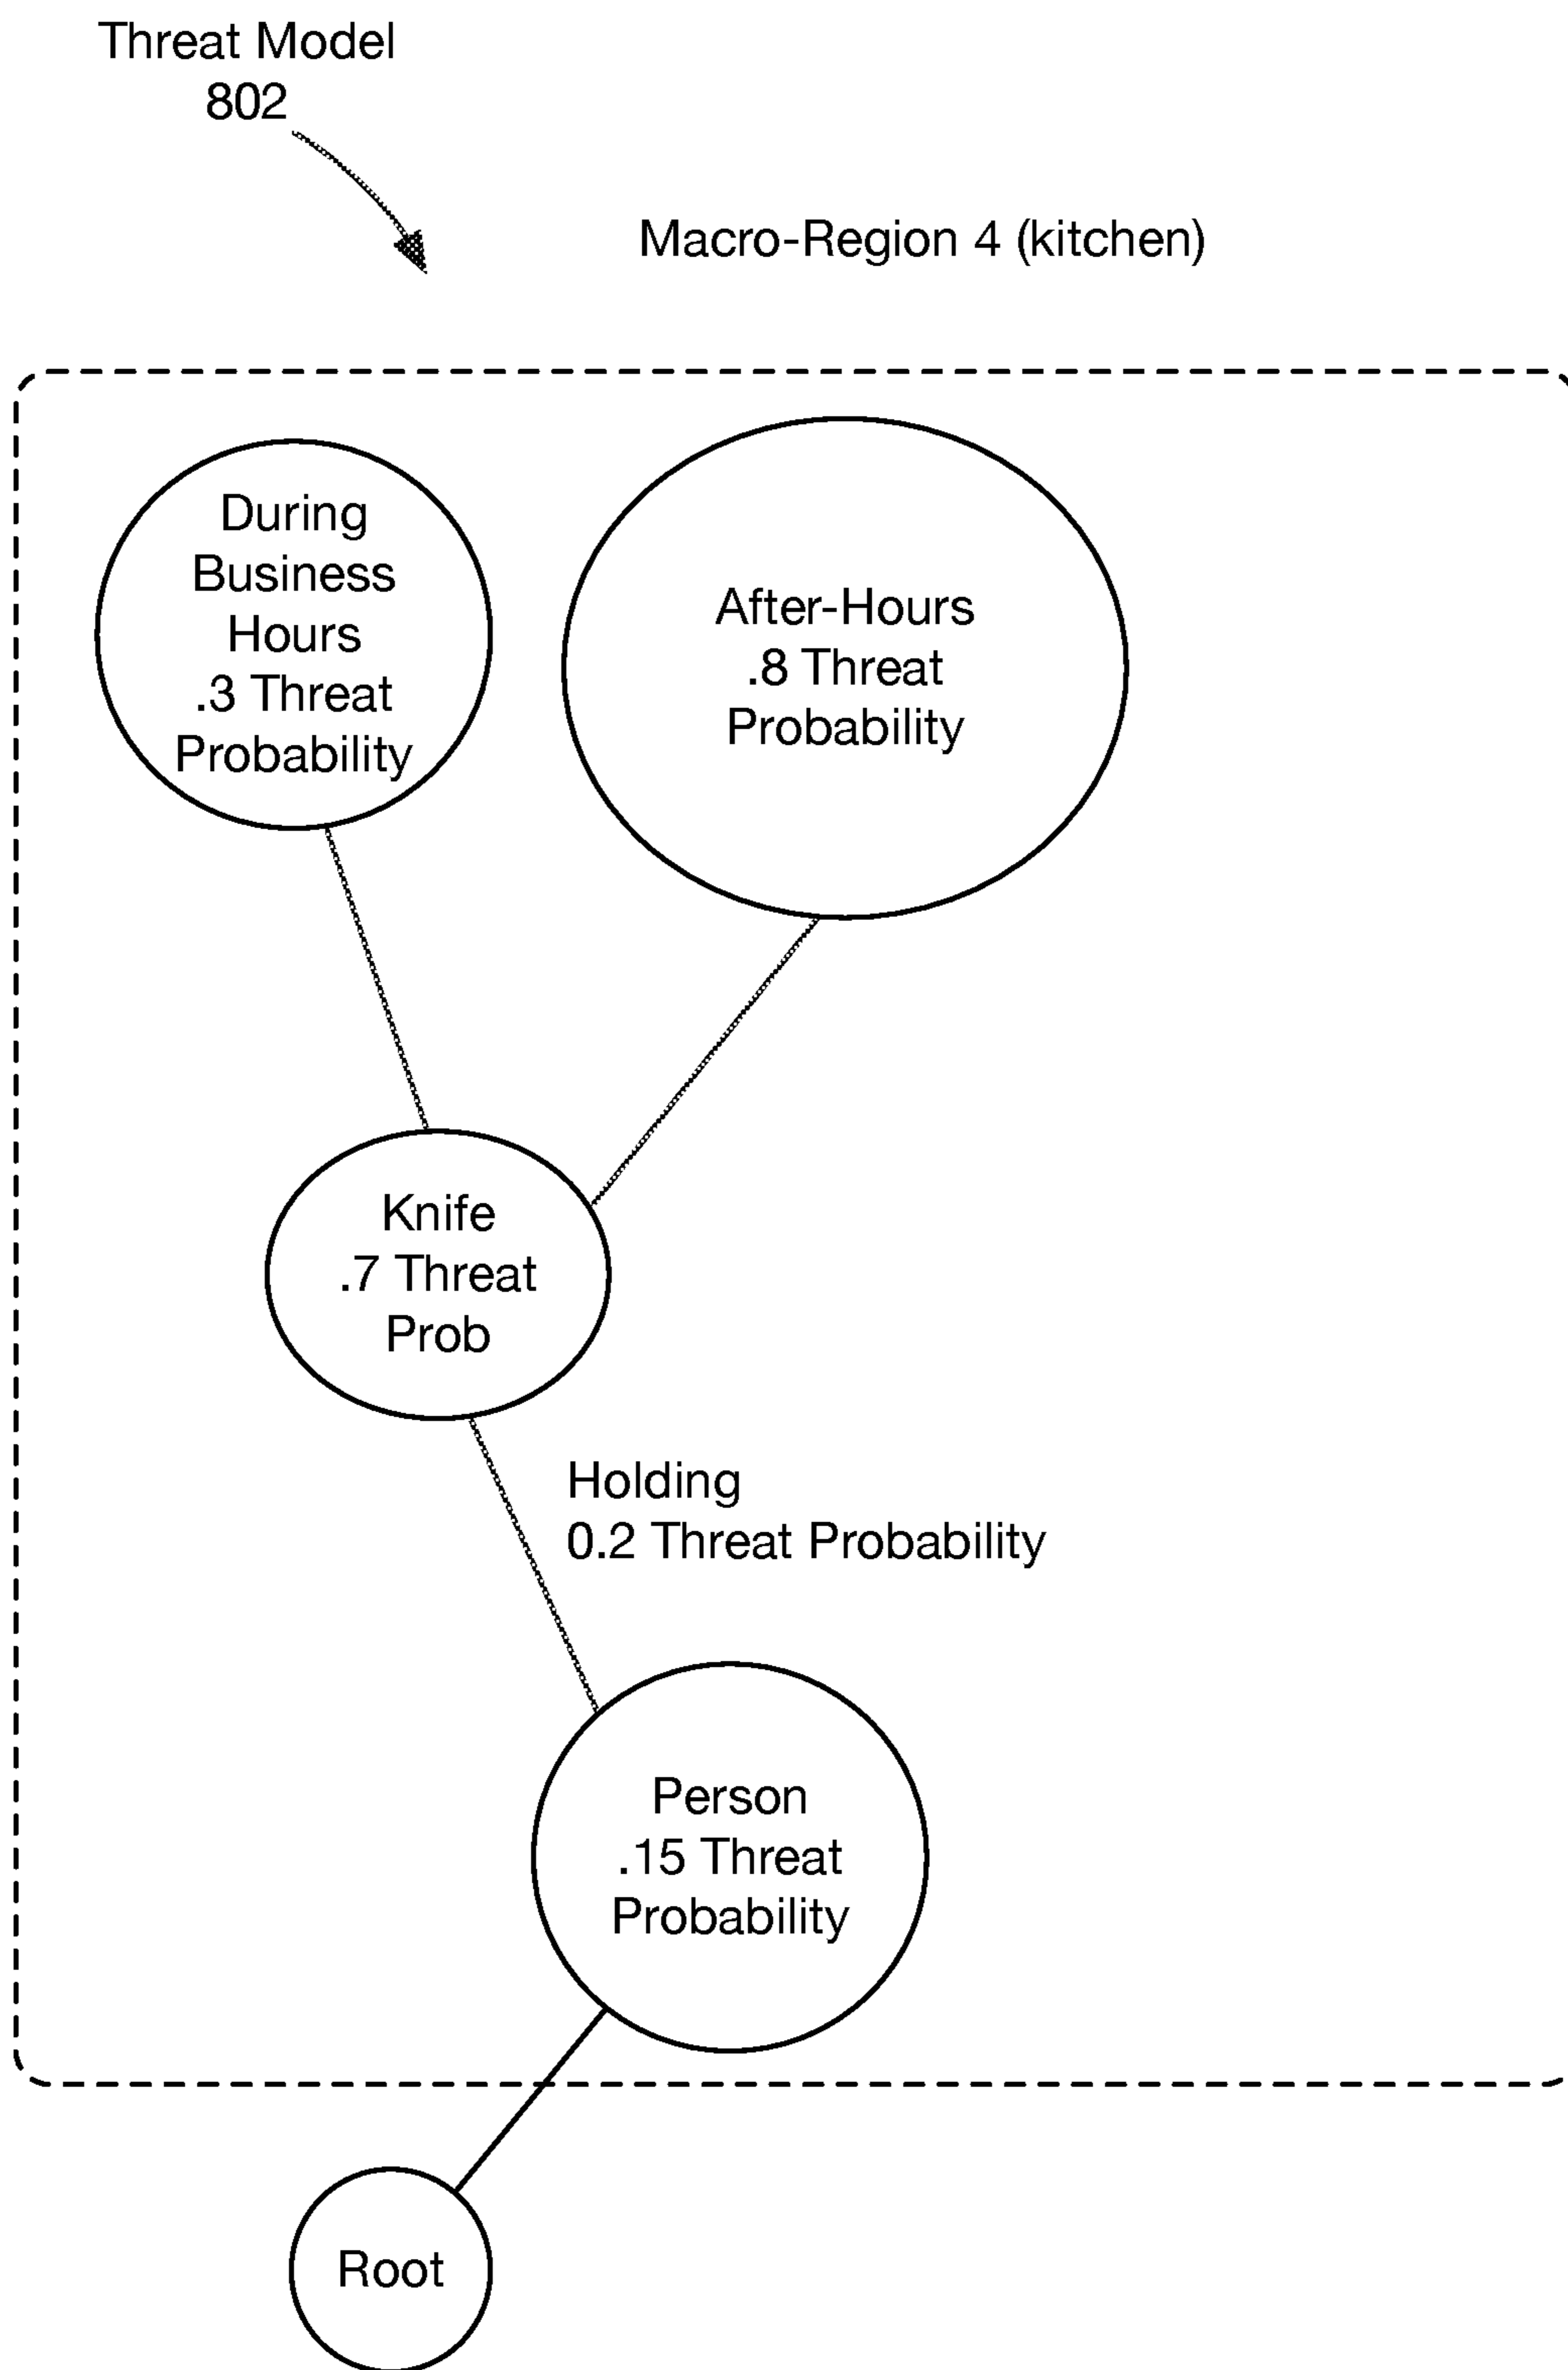 Threat Model
802
Macro-Region 4 (kitchen)
During
Business
Hours
.3 Threat
Probability
After-Hours
.8 Threat
Probability
Knife
.7 Threat
Prob
Holding
0.2 Threat Probability
Person
.15 Threat
Probability
Root